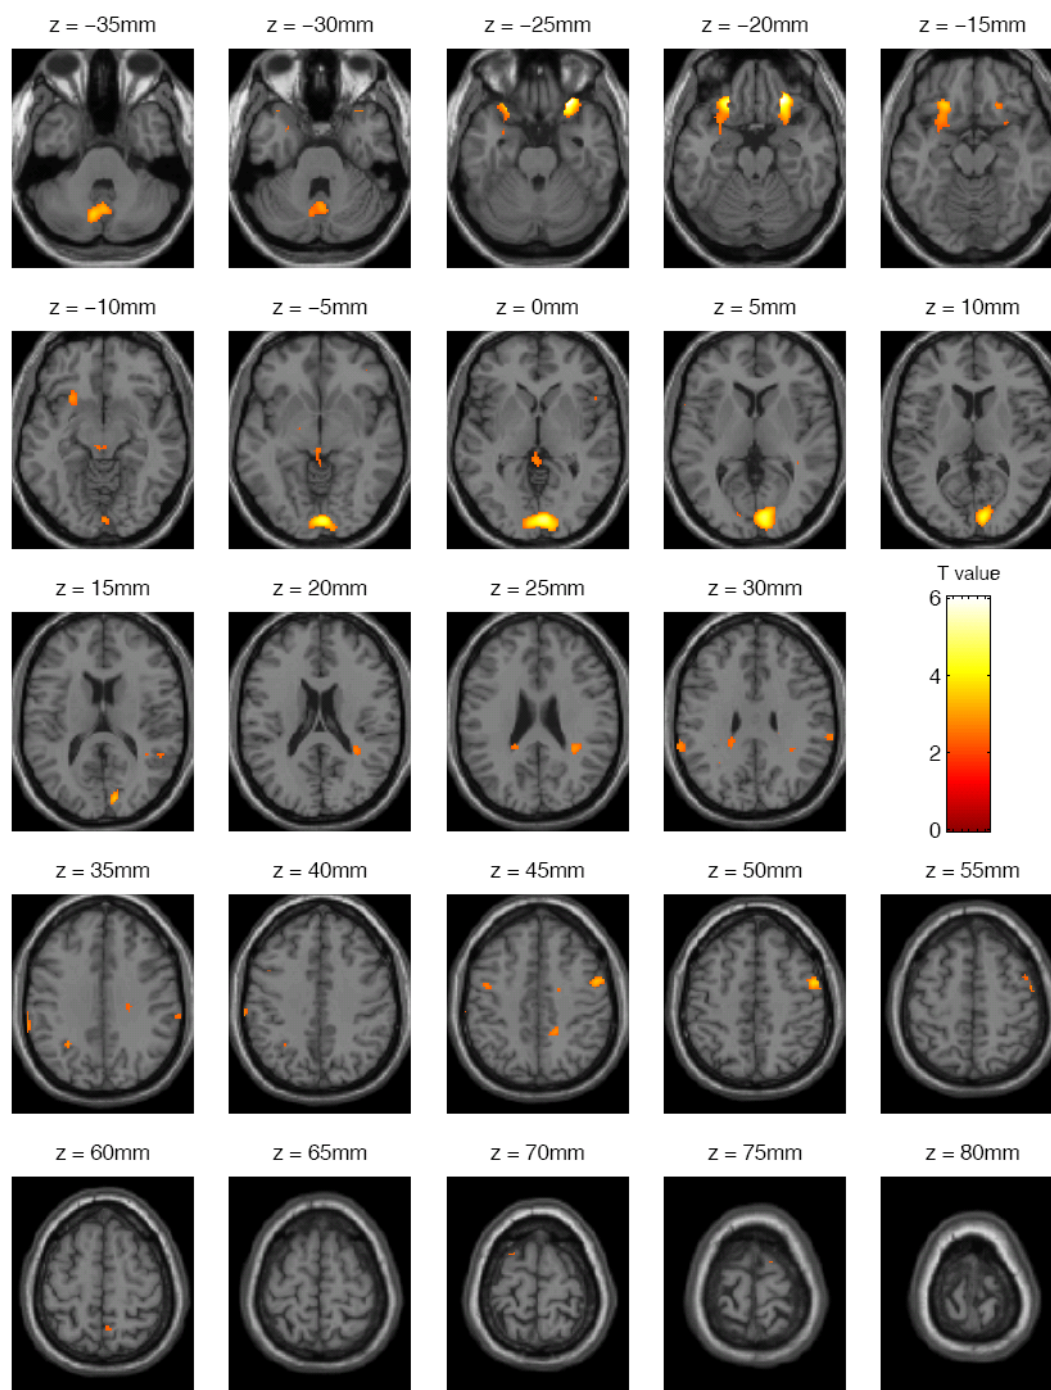 z = −35mm
z = −30mm
z = −25mm
z = −20mm
z = −15mm
z = −10mm
z = −5mm
z = 0mm
z = 5mm
z = 10mm
z = 15mm
z = 20mm
z = 25mm
z = 30mm
T value
6
4
2
0
z = 35mm
z = 40mm
z = 45mm
z = 50mm
z = 55mm
z = 60mm
z = 65mm
z = 70mm
z = 75mm
z = 80mm